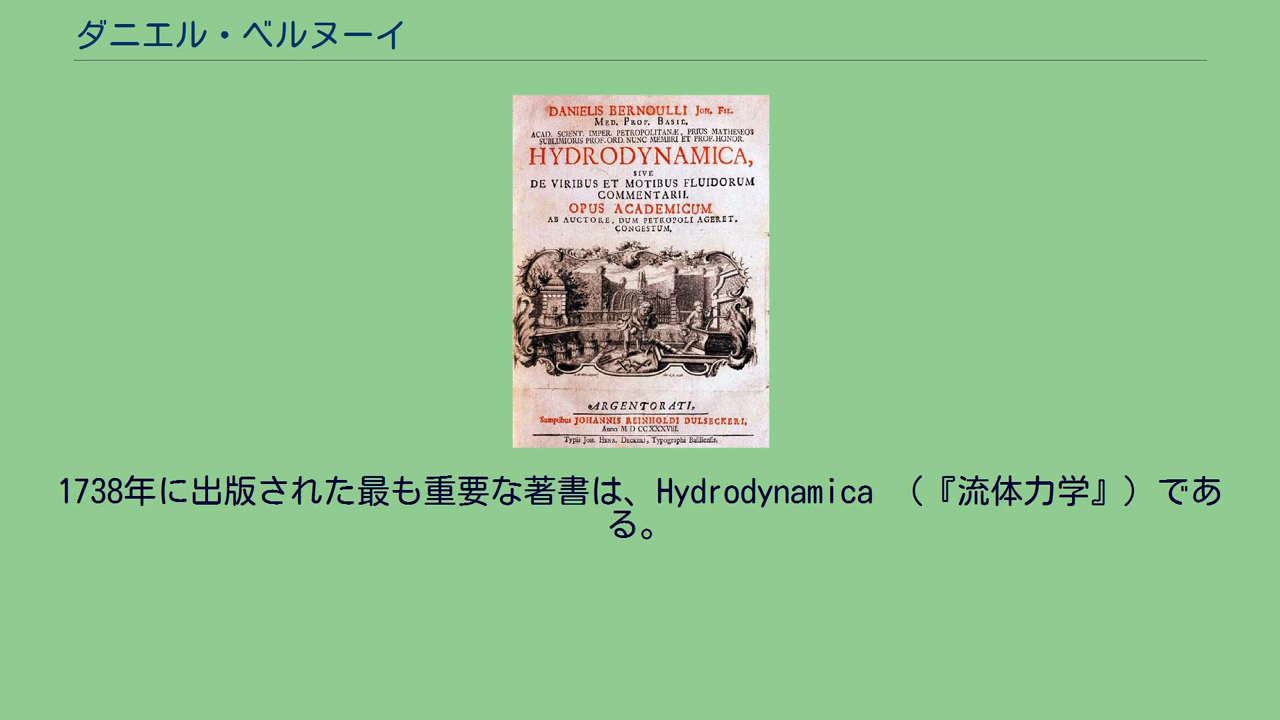 ダニエル・ベルヌーイ
DANIELIS BERNOULLI Joh. Fil.
Med. Prof. Basil.
ACAD. SCIENT. IMPER. PETROPOLITANÆ, PRIUS MATHESEOS
SUBLIMIORIS PROF. ORD. NUNC MEMBRI ET PROF. HONOR.
HYDRODYNAMICA,
SIVE
DE VIRIBUS ET MOTIBUS FLUIDORUM
COMMENTARII.
OPUS ACADEMICUM
AB AUCTORE, DUM PETROPOLI AGERET,
CONGESTUM.
ARGENTORATI,
Sumptibus JOHANNIS REINHOLDI DULSECKERI,
Anno M D CCXXXVIII.
Typis Joh. Henr. Deckeri, Typographi Basiliensis.
1738年に出版された最も重要な著書は、Hydrodynamica （『流体力学』）であ
る。